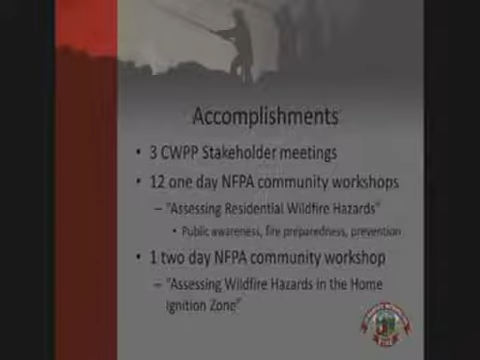 Accomplishments
• 3 CWPP Stakeholder meetings
• 12 one day NFPA community workshops
– "Assessing Residential Wildfire Hazards"
• Public awareness, fire preparedness, prevention
• 1 two day NFPA community workshop
– "Assessing Wildfire Hazards in the Home
Ignition Zone"